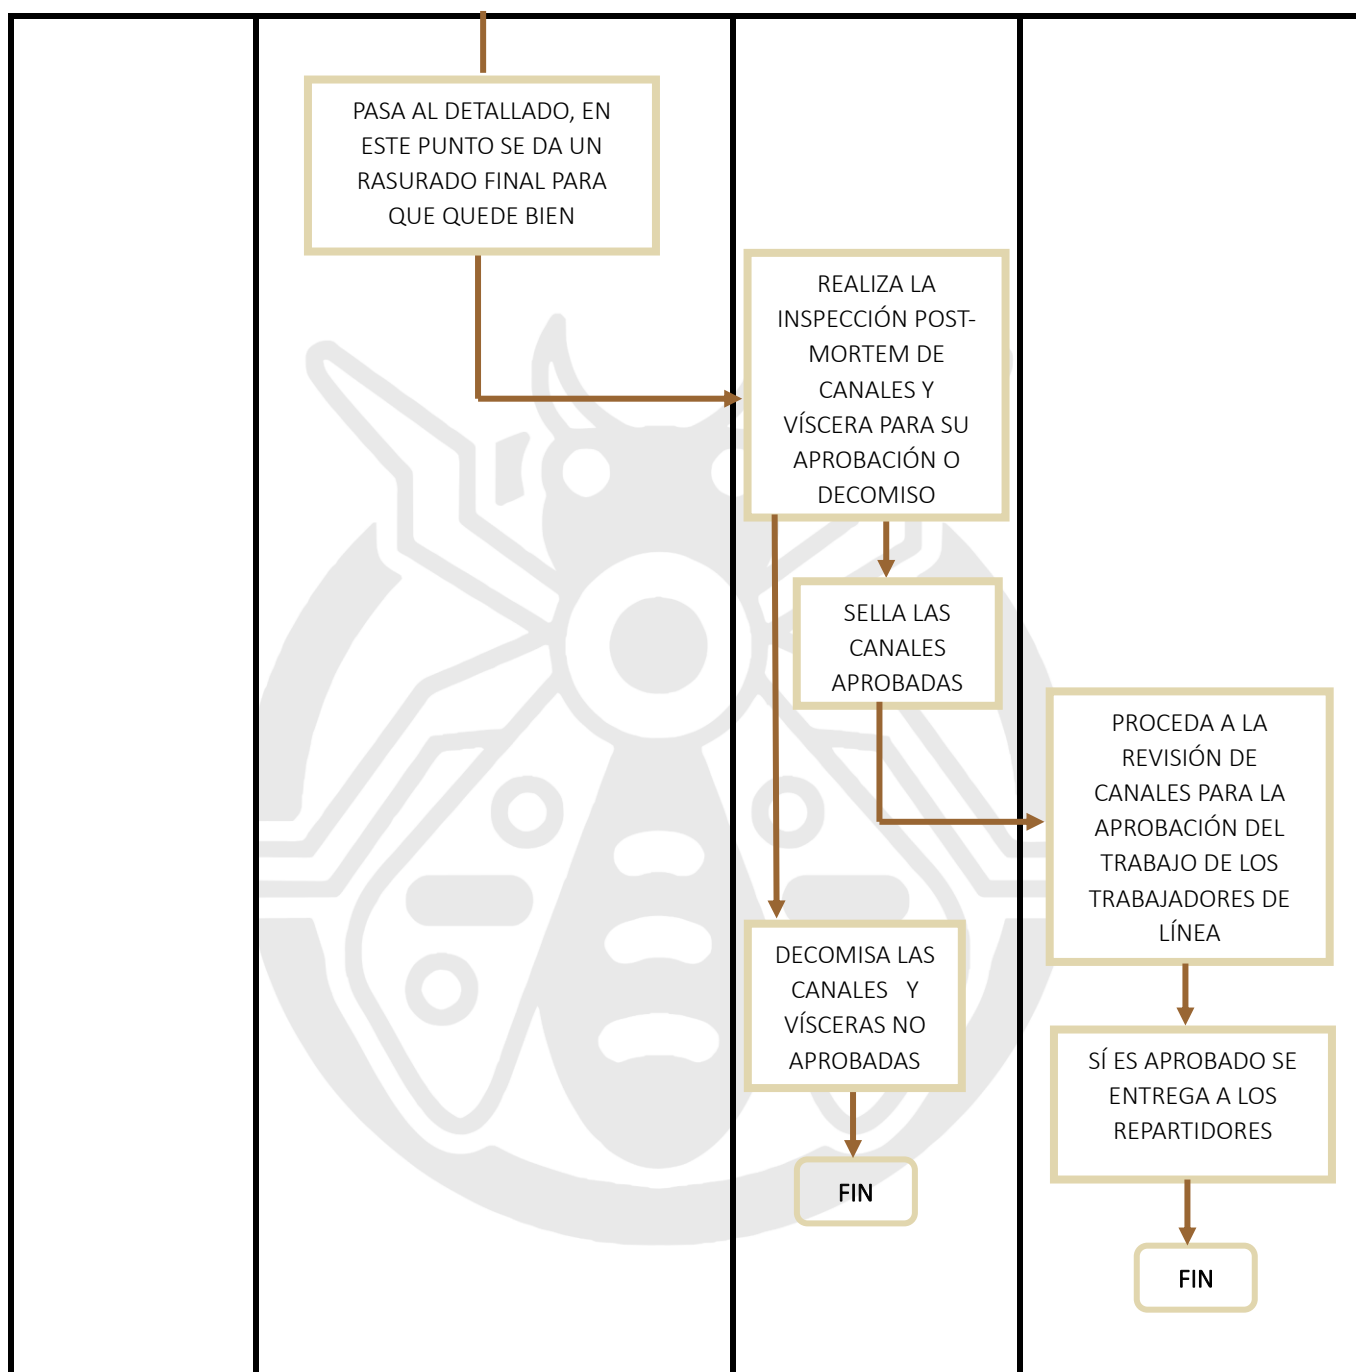 PASA AL DETALLADO, EN
ESTE PUNTO SE DA UN
RASURADO FINAL PARA
QUE QUEDE BIEN
REALIZA LA
INSPECCIÓN POST-
MORTEM DE
CANALES Y
VÍSCERA PARA SU
APROBACIÓN O
DECOMISO
SELLA LAS
CANALES
APROBADAS
PROCEDA A LA
REVISIÓN DE
CANALES PARA LA
APROBACIÓN DEL
TRABAJO DE LOS
TRABAJADORES DE
LÍNEA
DECOMISA LAS
CANALES Y
VÍSCERAS NO
APROBADAS
SÍ ES APROBADO SE
ENTREGA A LOS
REPARTIDORES
FIN
FIN